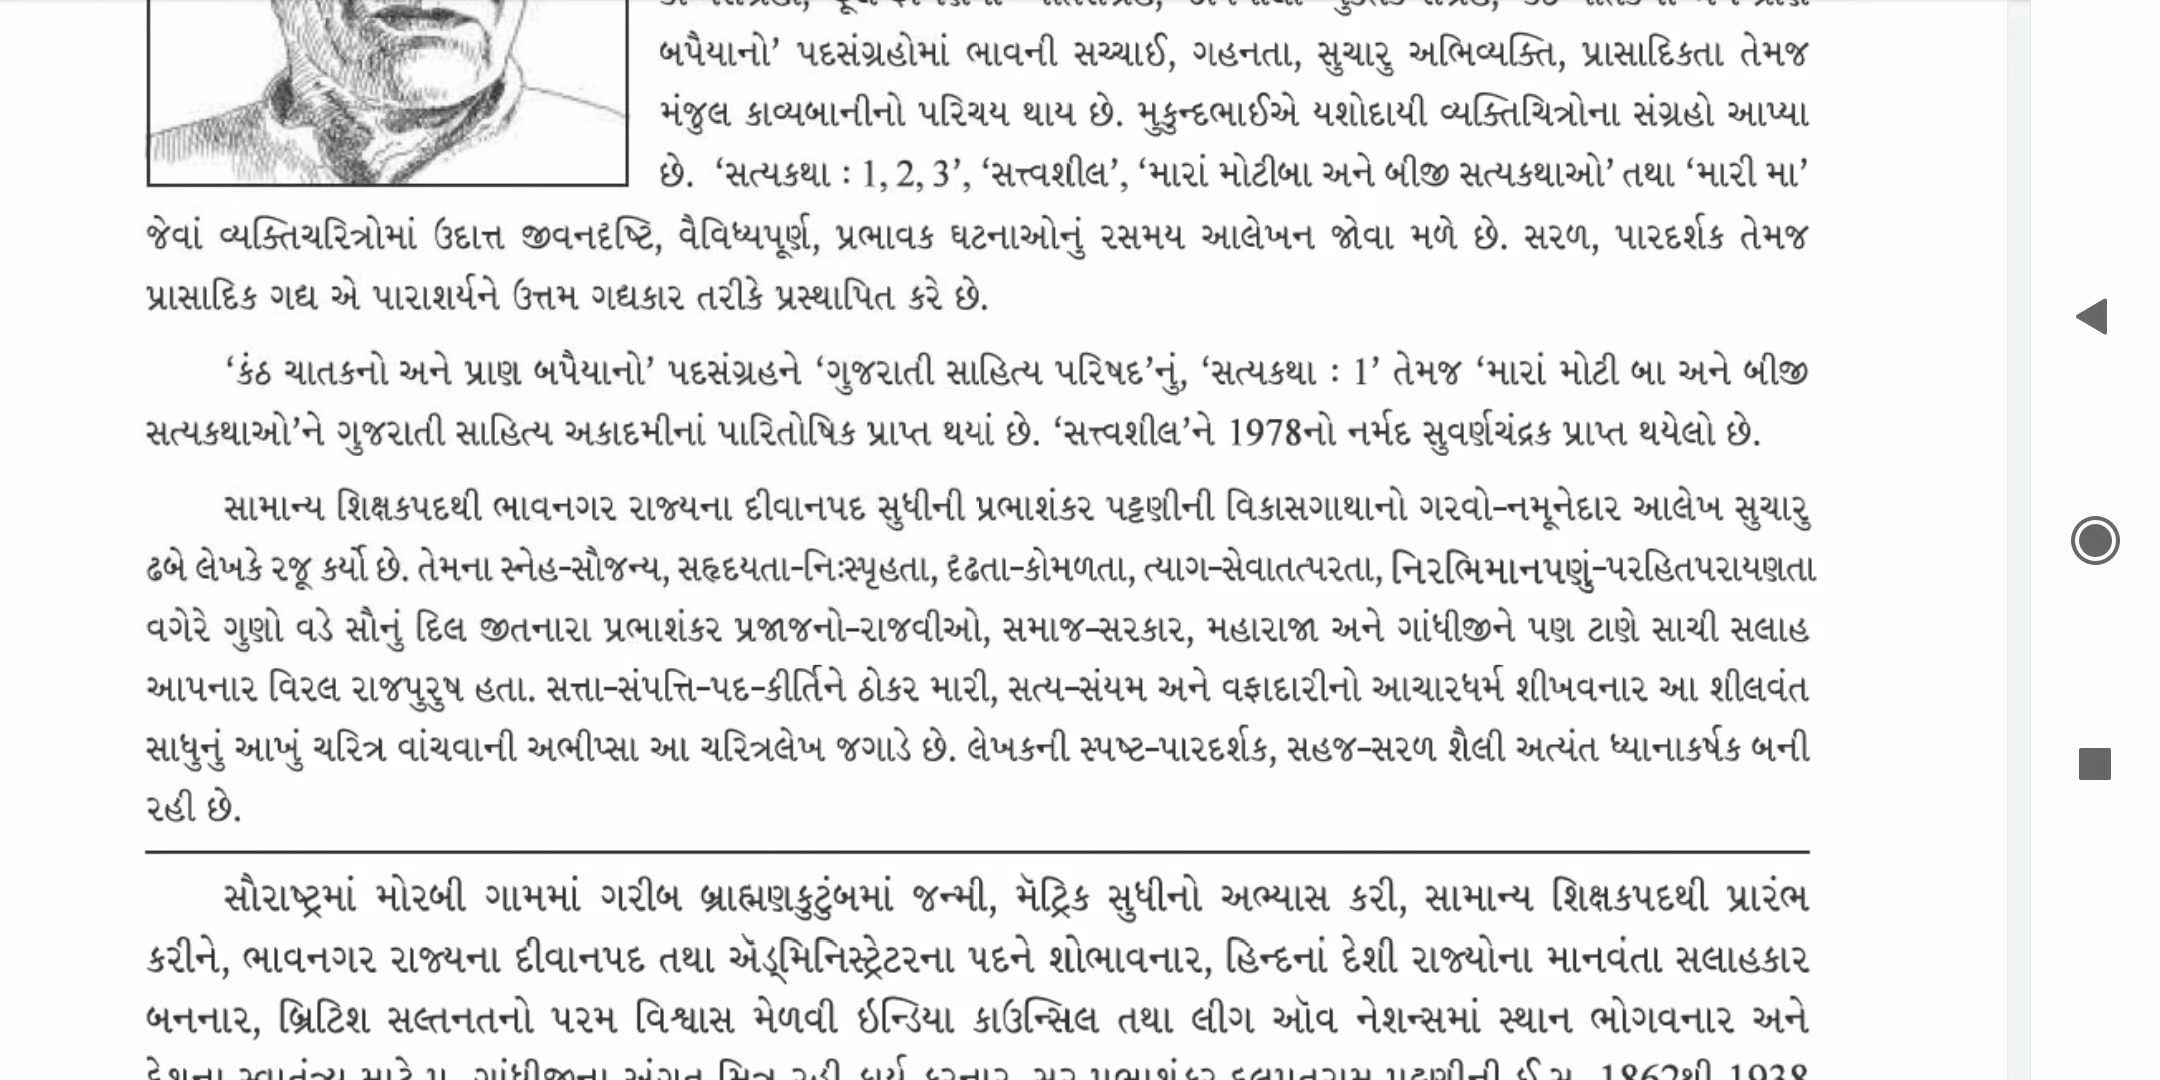 બપૈયાનો’ પદસંગ્રહોમાં ભાવની સચ્ચાઈ, ગહનતા, સુચારુ અભિવ્યક્તિ, પ્રાસાદિકતા તેમજ
મંજુલ કાવ્યબાનીનો પરિચય થાય છે. મુકુન્દભાઈએ યશોદાયી વ્યક્તિચિત્રોના સંગ્રહો આપ્યા
છે. ‘સત્યકથા : 1, 2, 3’, ‘સત્ત્વશીલ’, ‘મારાં મોટીબા અને બીજી સત્યકથાઓ’ તથા ‘મારી મા’
જેવાં વ્યક્તિચરિત્રોમાં ઉદાત્ત જીવનદૃષ્ટિ, વૈવિધ્યપૂર્ણ, પ્રભાવક ઘટનાઓનું રસમય આલેખન જોવા મળે છે. સરળ, પારદર્શક તેમજ
પ્રાસાદિક ગદ્ય એ પારાશર્યને ઉત્તમ ગદ્યકાર તરીકે પ્રસ્થાપિત કરે છે.
‘કંઠ ચાતકનો અને પ્રાણ બપૈયાનો’ પદસંગ્રહને ‘ગુજરાતી સાહિત્ય પરિષદ’નું, ‘સત્યકથા : 1’ તેમજ ‘મારાં મોટી બા અને બીજી
સત્યકથાઓ’ને ગુજરાતી સાહિત્ય અકાદમીનાં પારિતોષિક પ્રાપ્ત થયાં છે. ‘સત્ત્વશીલ’ને 1978નો નર્મદ સુવર્ણચંદ્રક પ્રાપ્ત થયેલો છે.
સામાન્ય શિક્ષકપદથી ભાવનગર રાજ્યના દીવાનપદ સુધીની પ્રભાશંકર પટ્ટણીની વિકાસગાથાનો ગરવો-નમૂનેદાર આલેખ સુચારુ
ઢબે લેખકે રજૂ કર્યો છે. તેમના સ્નેહ-સૌજન્ય, સહૃદયતા-નિઃસ્પૃહતા, દૃઢતા-કોમળતા, ત્યાગ-સેવાતત્પરતા, નિરભિમાનપણું-પરહિતપરાયણતા
વગેરે ગુણો વડે સૌનું દિલ જીતનારા પ્રભાશંકર પ્રજાજનો-રાજવીઓ, સમાજ-સરકાર, મહારાજા અને ગાંધીજીને પણ ટાણે સાચી સલાહ
આપનાર વિરલ રાજપુરુષ હતા. સત્તા-સંપત્તિ-પદ-કીર્તિને ઠોકર મારી, સત્ય-સંયમ અને વફાદારીનો આચારધર્મ શીખવનાર આ શીલવંત
સાધુનું આખું ચરિત્ર વાંચવાની અભીપ્સા આ ચરિત્રલેખ જગાડે છે. લેખકની સ્પષ્ટ-પારદર્શક, સહજ-સરળ શૈલી અત્યંત ધ્યાનાકર્ષક બની
રહી છે.
સૌરાષ્ટ્રમાં મોરબી ગામમાં ગરીબ બ્રાહ્મણકુટુંબમાં જન્મી, મૅટ્રિક સુધીનો અભ્યાસ કરી, સામાન્ય શિક્ષકપદથી પ્રારંભ
કરીને, ભાવનગર રાજ્યના દીવાનપદ તથા ઍડ્મિનિસ્ટ્રેટરના પદને શોભાવનાર, હિન્દનાં દેશી રાજ્યોના માનવંતા સલાહકાર
બનનાર, બ્રિટિશ સલ્તનતનો પરમ વિશ્વાસ મેળવી ઇન્ડિયા કાઉન્સિલ તથા લીગ ઑવ નેશન્સમાં સ્થાન ભોગવનાર અને